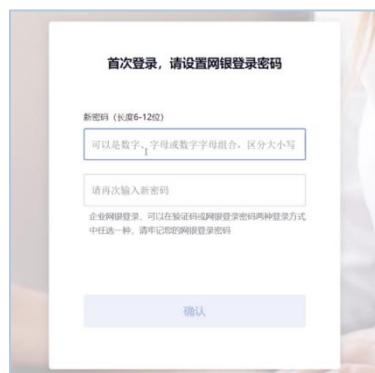 首次登录，请设置网银登录密码
新密码（长度6-12位）
可以是数字、字母或数字字母组合，区分大小写
请再次输入新密码
企业网银登录，可以在验证码或网银登录密码两种登录方式
中任选一种，请牢记您的网银登录密码
确认